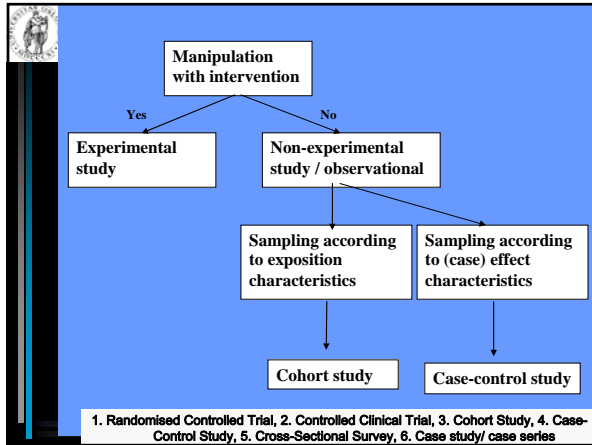 Manipulation
with intervention
Yes
No
Experimental
study
Non-experimental
study / observational
Sampling according
to exposition
characteristics
Sampling according
to (case) effect
characteristics
Cohort study
Case-control study
1. Randomised Controlled Trial, 2. Controlled Clinical Trial, 3. Cohort Study, 4. Case-
Control Study, 5. Cross-Sectional Survey, 6. Case study/ case series